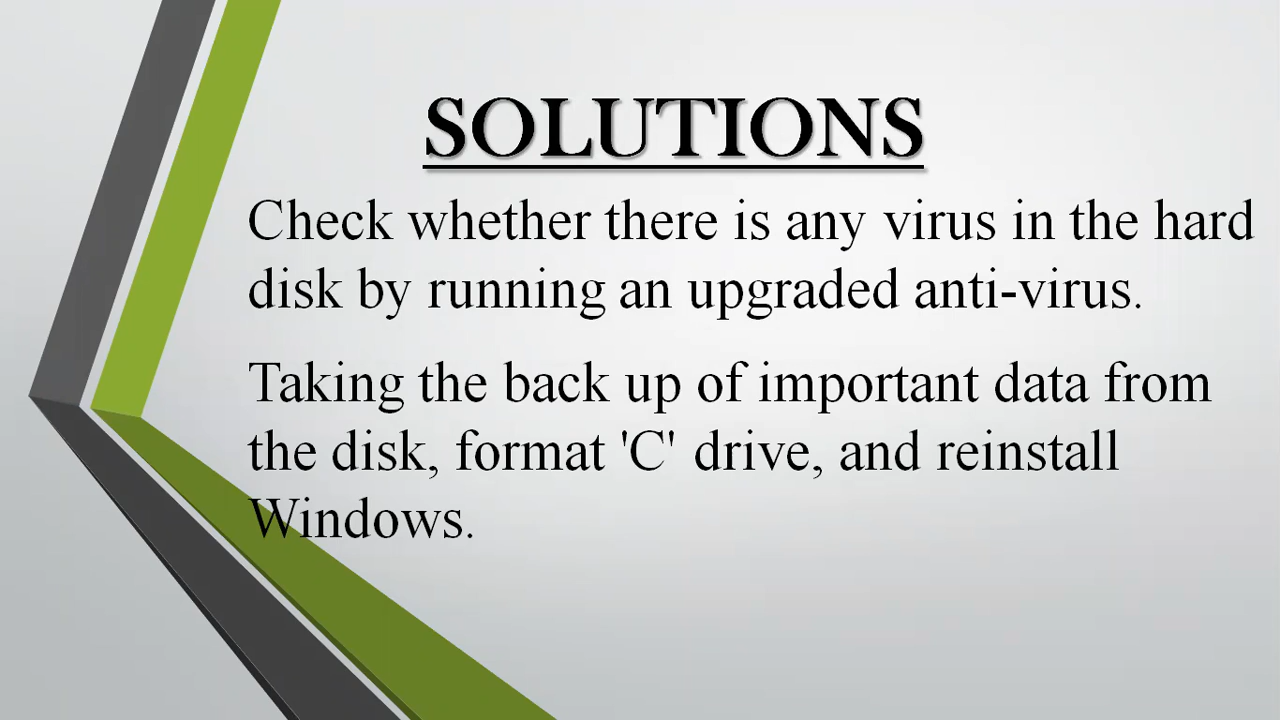 SOLUTIONS
Check whether there is any virus in the hard
disk by running an upgraded anti-virus.
Taking the back up of important data from
the disk, format 'C' drive, and reinstall
Windows.